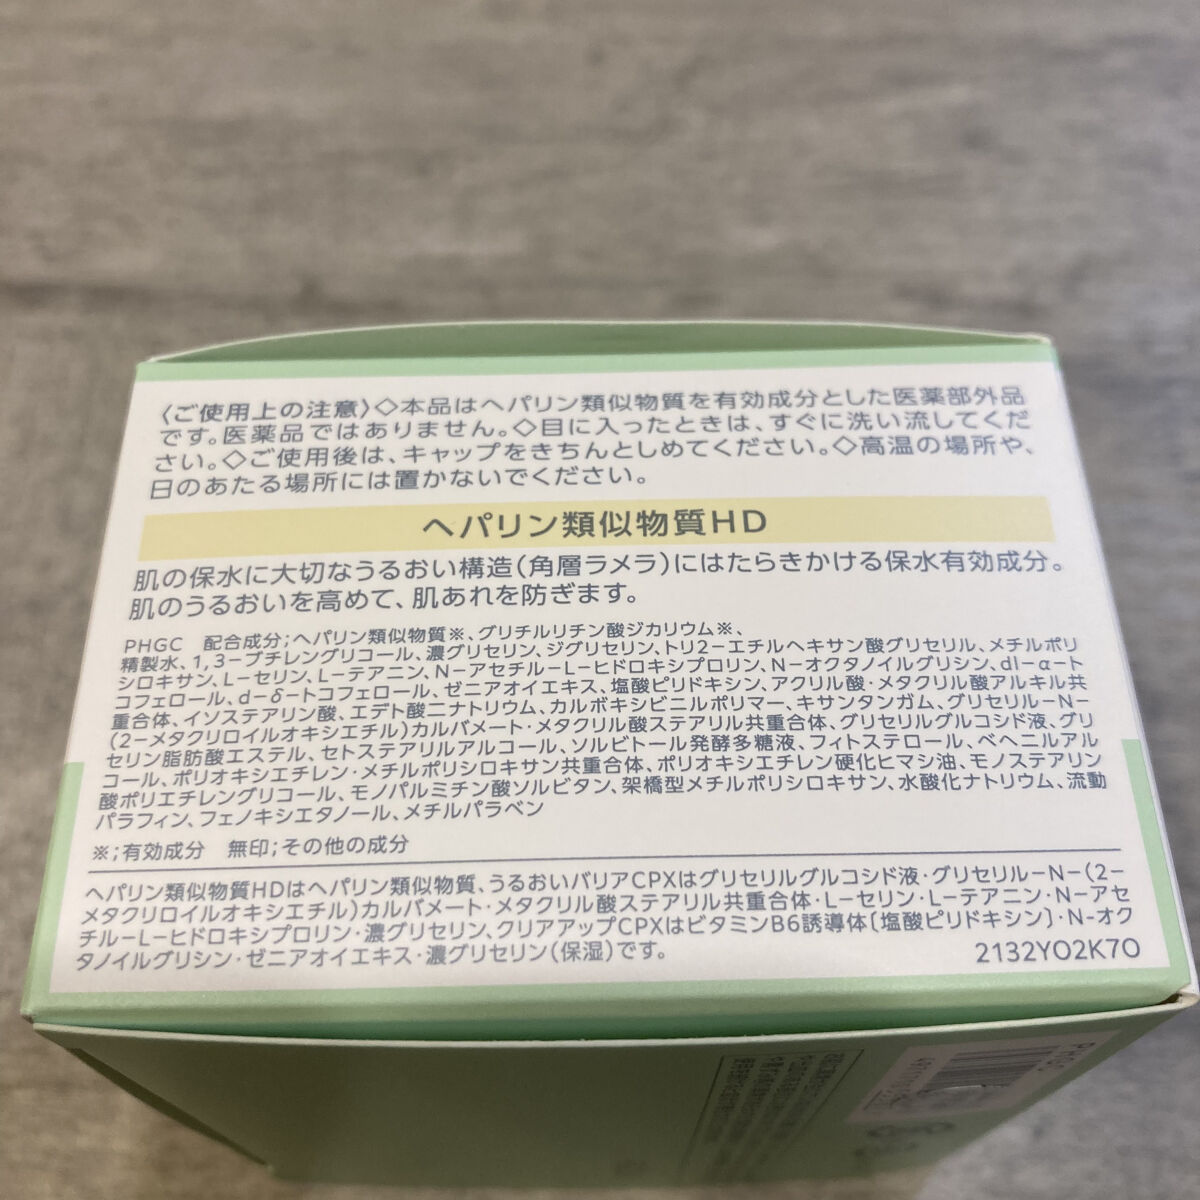 〈ご使用上の注意〉◇本品はヘパリン類似物質を有効成分とした医薬部外品
です。医薬品ではありません。◇目に入ったときは、すぐに洗い流してくだ
さい。◇ご使用後は、キャップをきちんとしめてください。◇高温の場所や、
日のあたる場所には置かないでください。
ヘパリン類似物質HD
肌の保水に大切なうるおい構造(角層ラメラ)にはたらきかける保水有効成分。
肌のうるおいを高めて、肌あれを防ぎます。
PHGC 配合成分;ヘパリン類似物質※、グリチルリチン酸ジカリウム※、
精製水、1,3−ブチレングリコール、濃グリセリン、ジグリセリン、トリ2−エチルヘキサン酸グリセリル、メチルポリ
シロキサン、L−セリン、L−テアニン、N−アセチル−L−ヒドロキシプロリン、N−オクタノイルグリシン、dl−α−ト
コフェロール、d−δ−トコフェロール、ゼニアオイエキス、塩酸ピリドキシン、アクリル酸・メタクリル酸アルキル共
重合体、イソステアリン酸、エデト酸二ナトリウム、カルボキシビニルポリマー、キサンタンガム、グリセリル−N−
(2−メタクリロイルオキシエチル)カルバメート・メタクリル酸ステアリル共重合体、グリセリルグルコシド液、グリ
セリン脂肪酸エステル、セトステアリルアルコール、ソルビトール発酵多糖液、フィトステロール、ベヘニルアル
コール、ポリオキシエチレン・メチルポリシロキサン共重合体、ポリオキシエチレン硬化ヒマシ油、モノステアリン
酸ポリエチレングリコール、モノパルミチン酸ソルビタン、架橋型メチルポリシロキサン、水酸化ナトリウム、流動
パラフィン、フェノキシエタノール、メチルパラベン
※;有効成分 無印;その他の成分
ヘパリン類似物質HDはヘパリン類似物質、うるおいバリアCPXはグリセリルグルコシド液・グリセリル−N−(2−
メタクリロイルオキシエチル)カルバメート・メタクリル酸ステアリル共重合体・L−セリン・L−テアニン・N−アセ
チル−L−ヒドロキシプロリン・濃グリセリン、クリアアップCPXはビタミンB6誘導体〔塩酸ピリドキシン〕・N-オク
タノイルグリシン・ゼニアオイエキス・濃グリセリン(保湿)です。
2132YO2K7O
PHGC